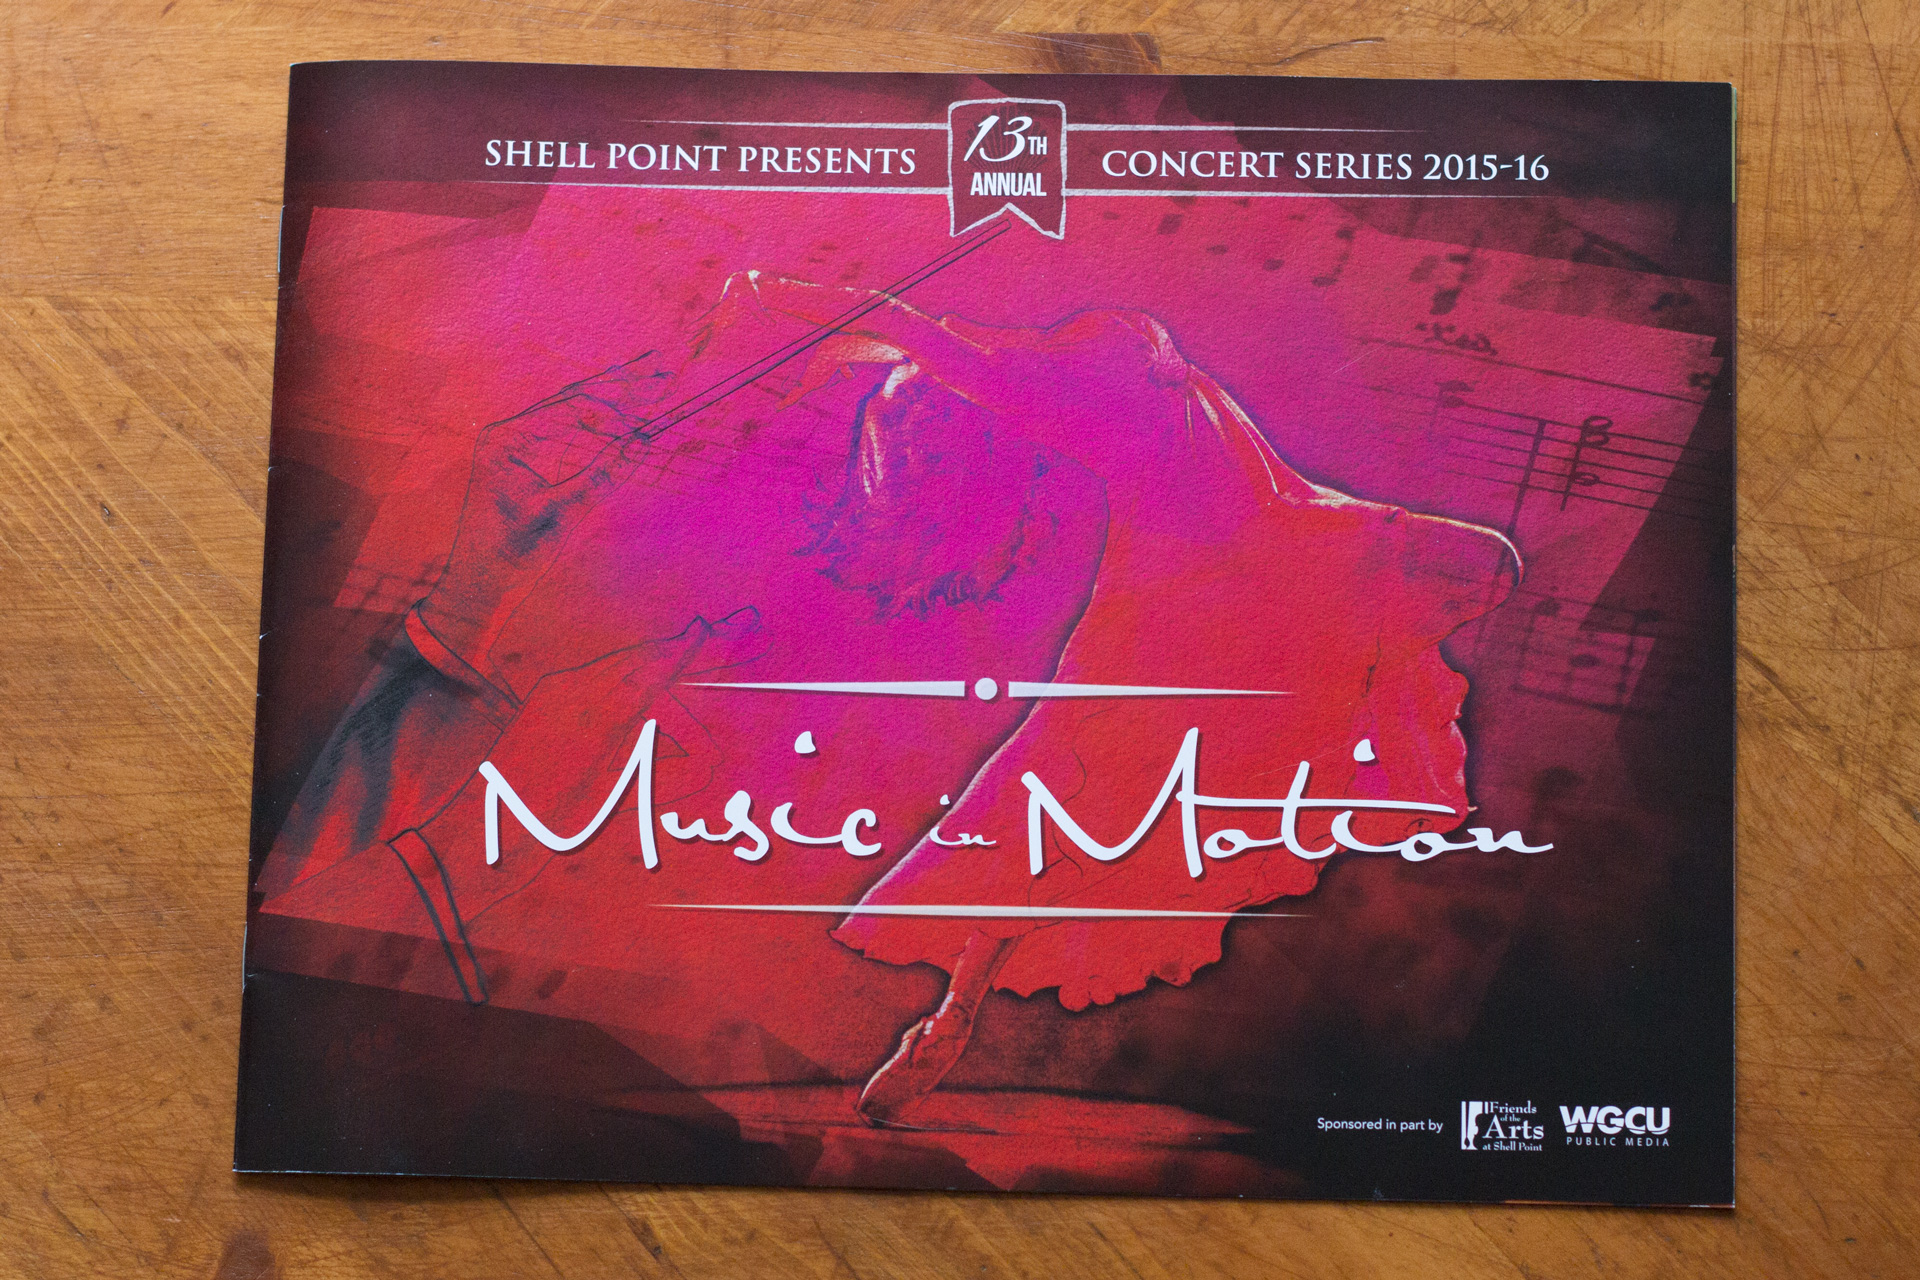 SHELL POINT PRESENTS
13TH
ANNUAL
CONCERT SERIES 2015-16
Music in Motion
Sponsored in part by
Friends
of the
Arts
at Shell Point
WGCU
PUBLIC MEDIA